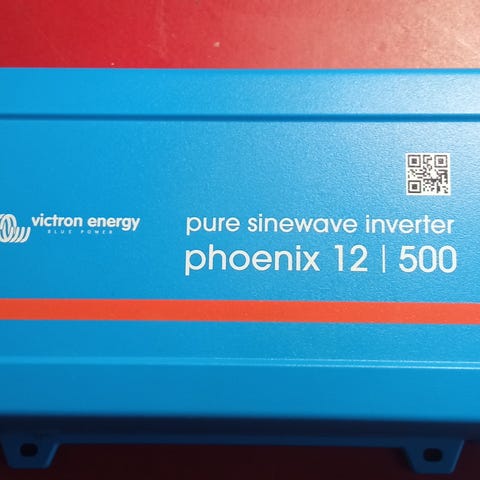 victron energy
BLUE POWER
pure sinewave inverter
phoenix 12 | 500